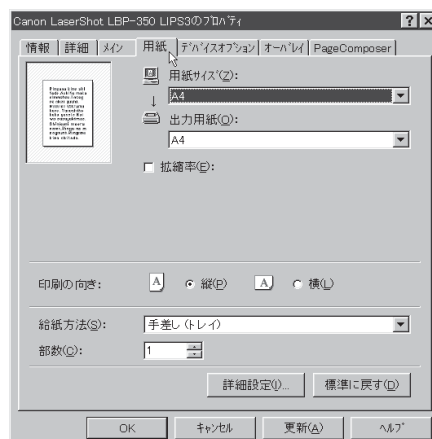 Canon LaserShot LBP-350 LIPS3のﾌﾟﾛﾊﾟﾃｨ
情報 詳細 ﾒｲﾝ 用紙 ﾃﾞﾊﾞｲｽｵﾌﾟｼｮﾝ ｵｰﾊﾞﾚｲ PageComposer
用紙ｻｲｽﾞ(Z):
A4
出力用紙(O):
A4
拡縮率(E):
印刷の向き: A 縦(P) A 横(L)
給紙方法(S): 手差し (ﾄﾚｲ)
部数(C): 1
詳細設定(I)... 標準に戻す(D)
OK ｷｬﾝｾﾙ 更新(A) ﾍﾙﾌﾟ